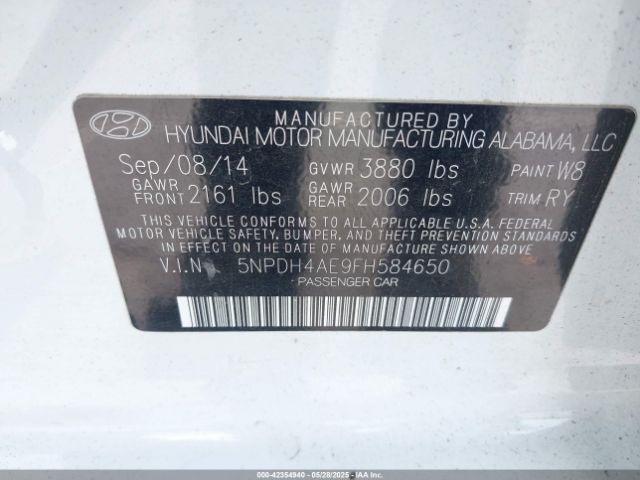 MANUFACTURED BY
HYUNDAI MOTOR MANUFACTURING ALABAMA, LLC
Sep/08/14 GVWR 3880 lbs PAINT W8
GAWR FRONT 2161 lbs GAWR REAR 2006 lbs TRIM RY
THIS VEHICLE CONFORMS TO ALL APPLICABLE U.S.A. FEDERAL
MOTOR VEHICLE SAFETY, BUMPER, AND THEFT PREVENTION STANDARDS
IN EFFECT ON THE DATE OF MANUFACTURE SHOWN ABOVE
V.I.N 5NPDH4AE9FH584650
PASSENGER CAR
000-42354940 - 05/28/2025 - IAAI.COM